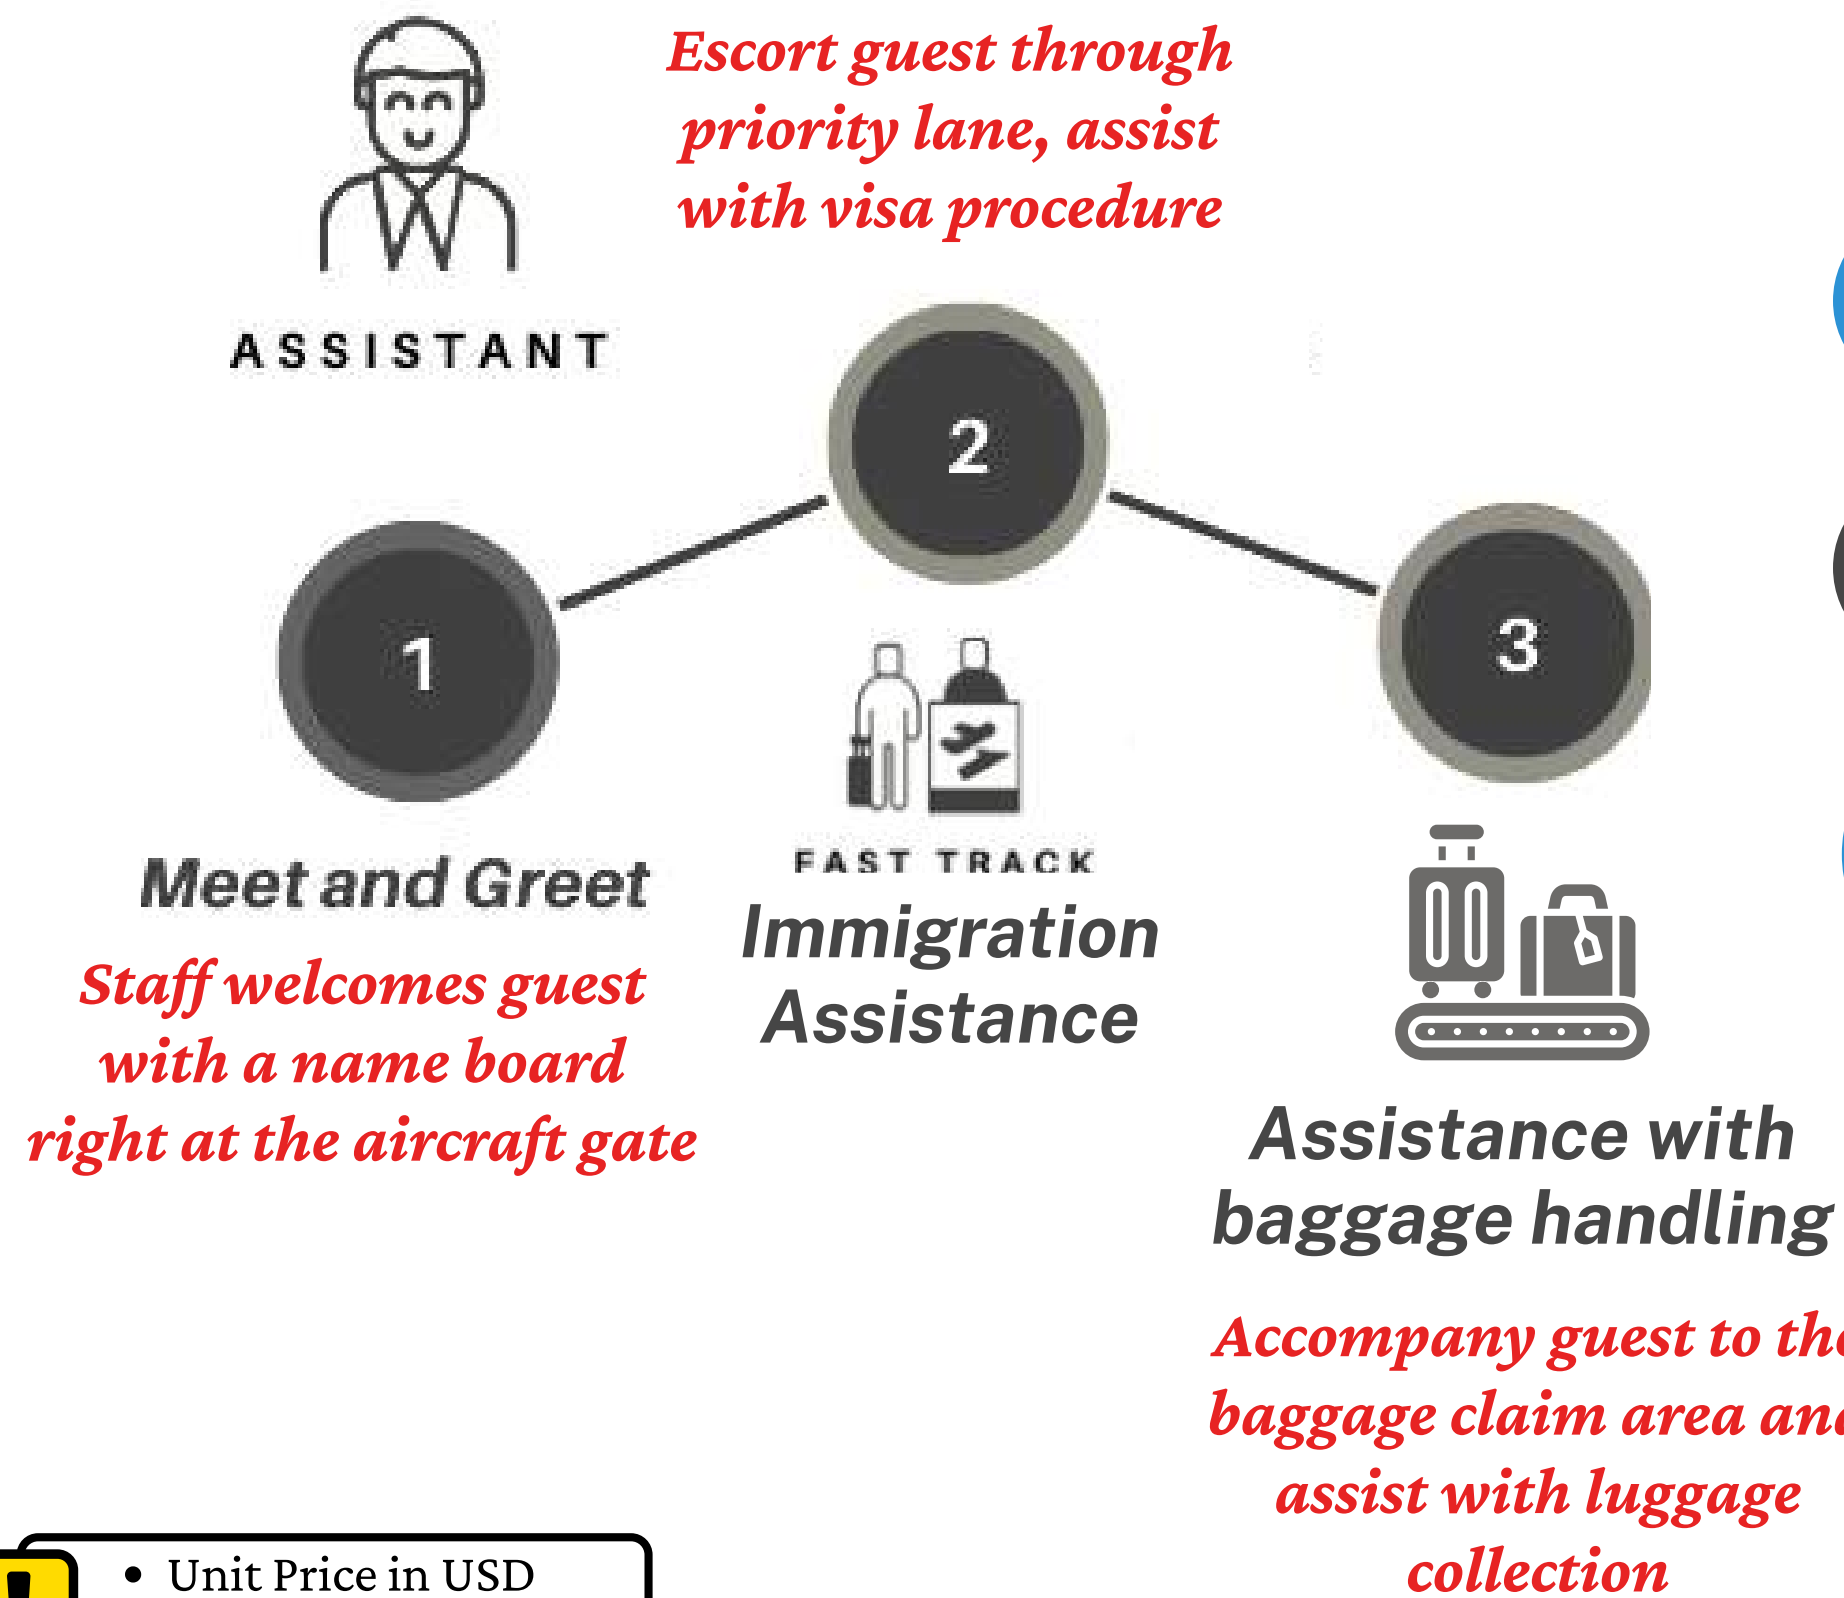 Escort guest through
priority lane, assist
with visa procedure
ASSISTANT
2
1
3
FAST TRACK
Meet and Greet
Immigration
Assistance
Staff welcomes guest
with a name board
right at the aircraft gate
Assistance with
baggage handling
Accompany guest to the
baggage claim area and
assist with luggage
collection
• Unit Price in USD